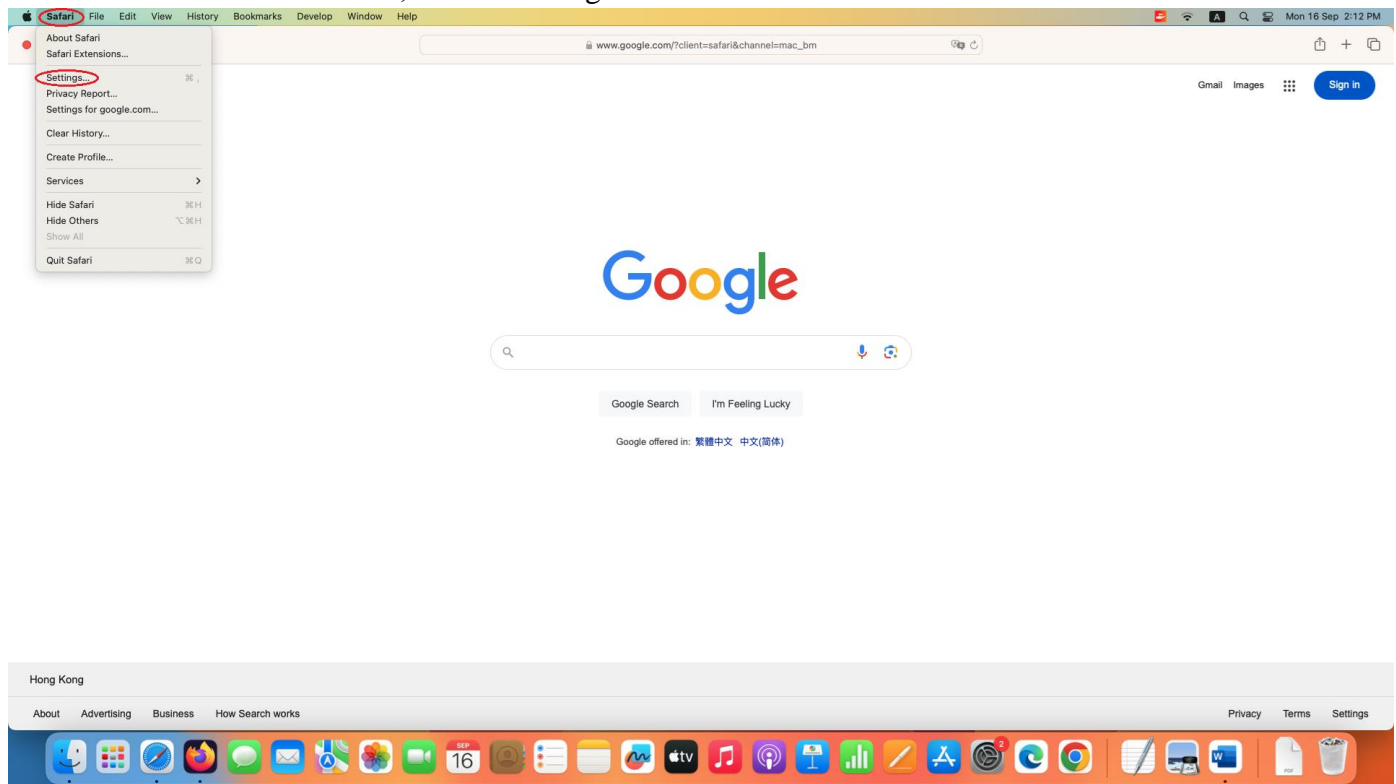 Safari File Edit View History Bookmarks Develop Window Help
A
Mon 16 Sep 2:12 PM
www.google.com/?client=safari&channel=mac_bm
About Safari
Safari Extensions...
Settings... ⌘ ,
Privacy Report...
Settings for google.com...
Clear History...
Create Profile...
Services
Hide Safari ⌘H
Hide Others ⌥⌘H
Show All
Quit Safari ⌘Q
Gmail Images Sign in
Google
Google Search I'm Feeling Lucky
Google offered in: 繁體中文 中文(简体)
Hong Kong
About Advertising Business How Search works Privacy Terms Settings
SEP
16
tv
2
W
PDF